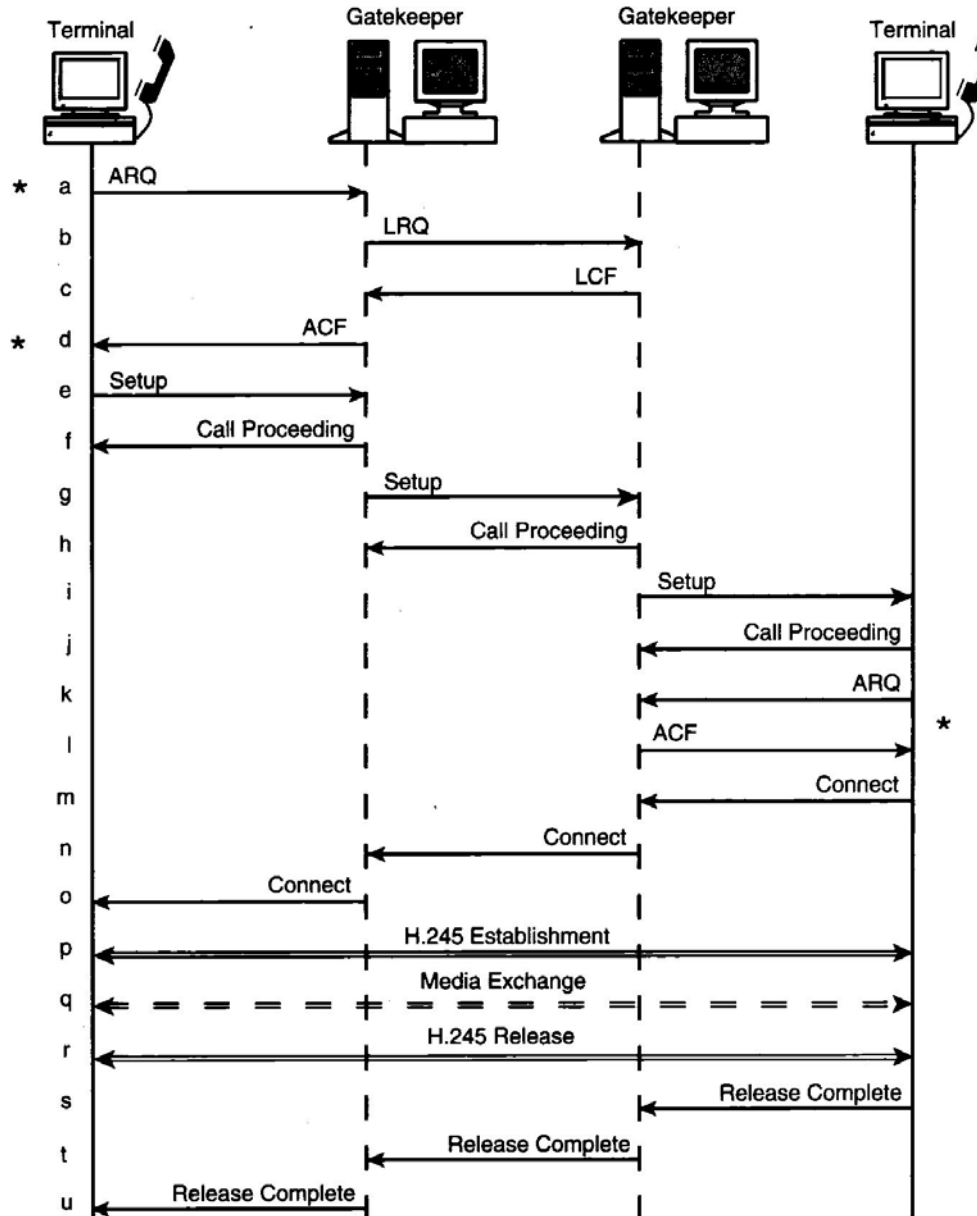 Terminal
Gatekeeper
Gatekeeper
Terminal
* a ARQ
b LRQ
c LCF
* d ACF
e Setup
f Call Proceeding
g Setup
h Call Proceeding
i Setup
j Call Proceeding
k ARQ
*
l ACF
m Connect
n Connect
o Connect
p H.245 Establishment
q Media Exchange
r H.245 Release
s Release Complete
t Release Complete
u Release Complete